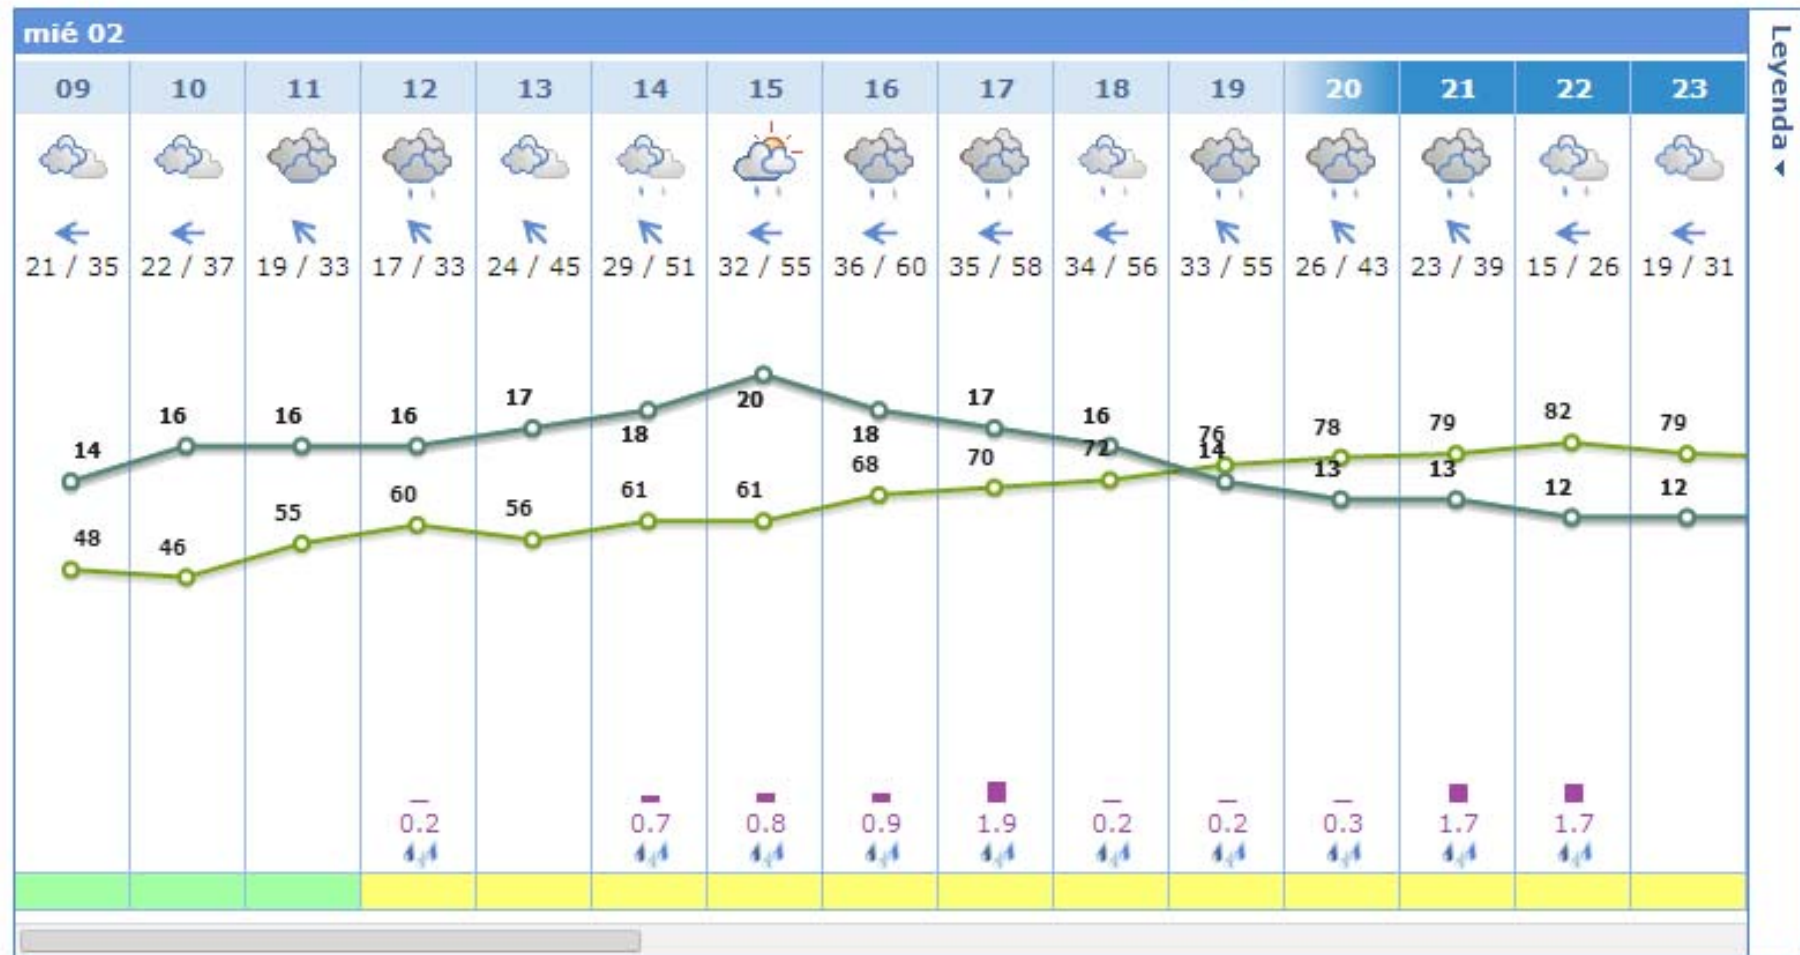 mié 02
Leyenda ▾
09 10 11 12 13 14 15 16 17 18 19 20 21 22 23
21 / 35 22 / 37 19 / 33 17 / 33 24 / 45 29 / 51 32 / 55 36 / 60 35 / 58 34 / 56 33 / 55 26 / 43 23 / 39 15 / 26 19 / 31
14 16 16 16 17 18 20 18 17 16 14 13 13 12 12
48 46 55 60 56 61 61 68 70 72 76 78 79 82 79
0.2 0.7 0.8 0.9 1.9 0.2 0.2 0.3 1.7 1.7